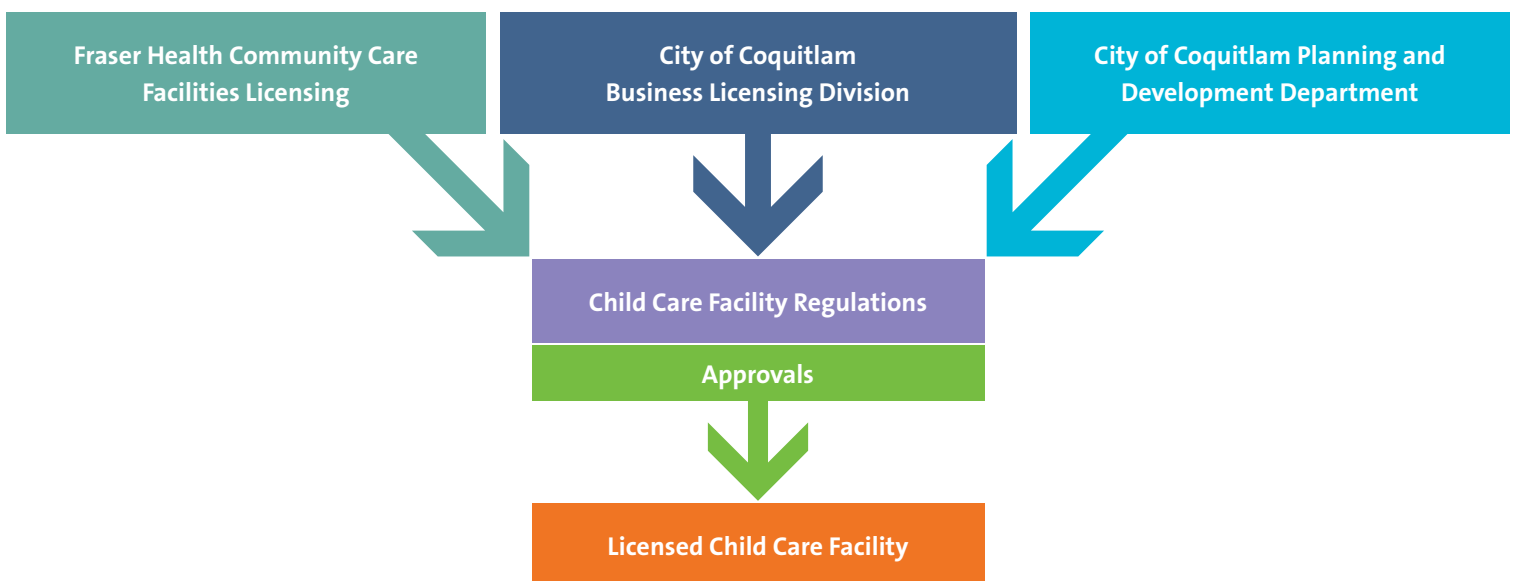 Fraser Health Community Care
Facilities Licensing
City of Coquitlam
Business Licensing Division
City of Coquitlam Planning and
Development Department
Child Care Facility Regulations
Approvals
Licensed Child Care Facility